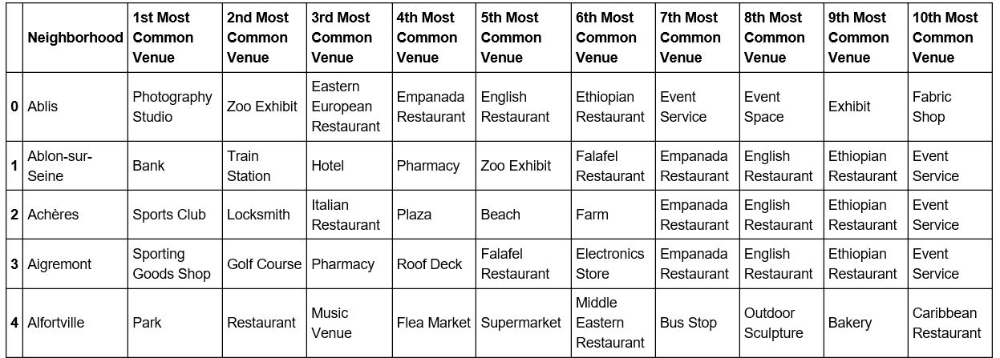 Neighborhood 1st Most Common Venue 2nd Most Common Venue 3rd Most Common Venue 4th Most Common Venue 5th Most Common Venue 6th Most Common Venue 7th Most Common Venue 8th Most Common Venue 9th Most Common Venue 10th Most Common Venue
0 Ablis Photography Studio Zoo Exhibit Eastern European Restaurant Empanada Restaurant English Restaurant Ethiopian Restaurant Event Service Event Space Exhibit Fabric Shop
1 Ablon-sur-Seine Bank Train Station Hotel Pharmacy Zoo Exhibit Falafel Restaurant Empanada Restaurant English Restaurant Ethiopian Restaurant Event Service
2 Achères Sports Club Locksmith Italian Restaurant Plaza Beach Farm Empanada Restaurant English Restaurant Ethiopian Restaurant Event Service
3 Aigremont Sporting Goods Shop Golf Course Pharmacy Roof Deck Falafel Restaurant Electronics Store Empanada Restaurant English Restaurant Ethiopian Restaurant Event Service
4 Alfortville Park Restaurant Music Venue Flea Market Supermarket Middle Eastern Restaurant Bus Stop Outdoor Sculpture Bakery Caribbean Restaurant